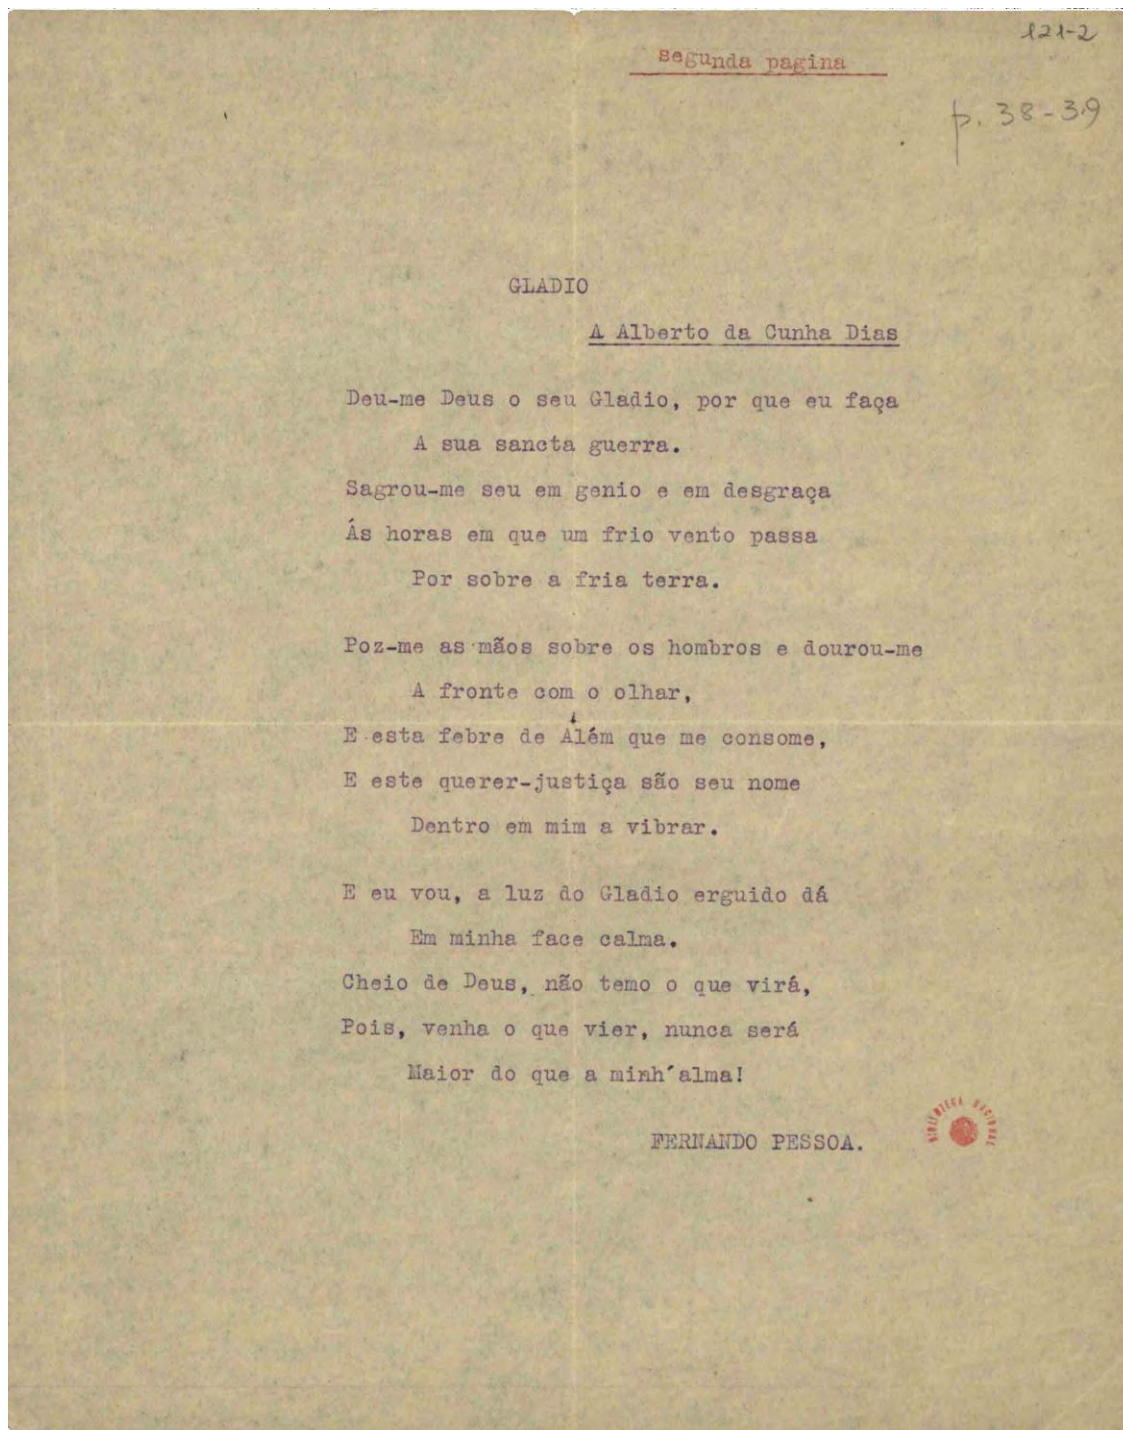 121-2
segunda pagina
p. 38-39
GLADIO
A Alberto da Cunha Dias
Deu-me Deus o seu Gladio, por que eu faça
A sua sancta guerra.
Sagrou-me seu em genio e em desgraça
Ás horas em que um frio vento passa
Por sobre a fria terra.
Poz-me as mãos sobre os hombros e dourou-me
A fronte com o olhar,
E esta febre de Além que me consome,
E este querer-justiça são seu nome
Dentro em mim a vibrar.
E eu vou, a luz do Gladio erguido dá
Em minha face calma.
Cheio de Deus, não temo o que virá,
Pois, venha o que vier, nunca será
Maior do que a minh´alma!
FERNANDO PESSOA.
BIBLIOTECA NACIONAL